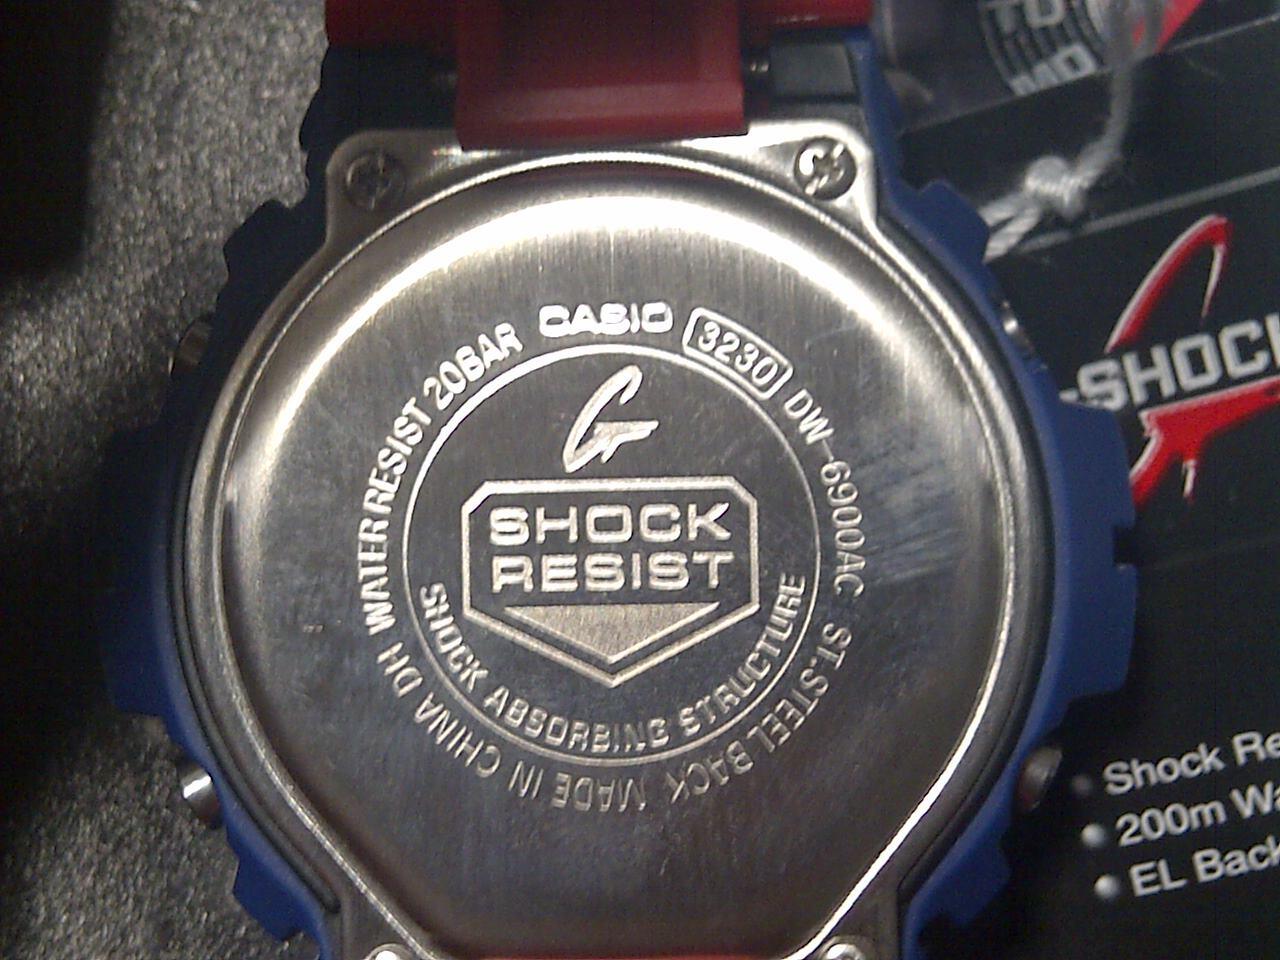 CASIO 3230 DW-6900AC ST.STEEL BACK MADE IN CHINA DH WATER RESIST 20BAR
G
SHOCK
RESIST
SHOCK ABSORBING STRUCTURE
TO
-SHOCK
Shock Re
200m Wa
EL Back